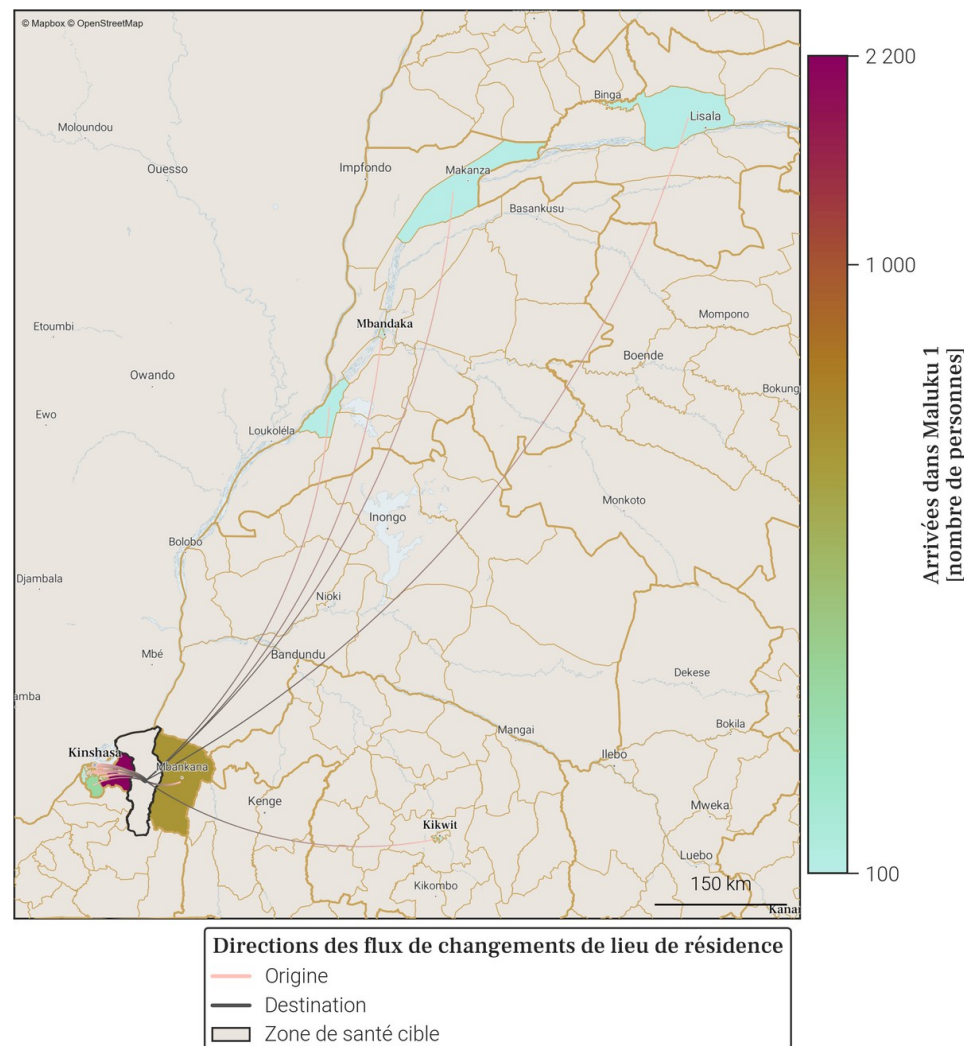 © Mapbox © OpenStreetMap
2 200
Binga
Lisala
Moloundou
Ouesso
Impfondo
Makanza
Basankusu
1 000
Mompono
Mbandaka
Etoumbi
Boende
Owando
Bokung
Ewo
Loukoléla
Monkoto
Inongo
Bolobo
Djambala
Nioki
Mbé
Bandundu
Dekese
amba
Bokila
Mangai
Kinshasa
Ilebo
Mbankana
Kenge
Mweka
Kikwit
Luebo
Kikombo
150 km
100
Kanan
Arrivées dans Maluku 1
[nombre de personnes]
Directions des flux de changements de lieu de résidence
Origine
Destination
Zone de santé cible